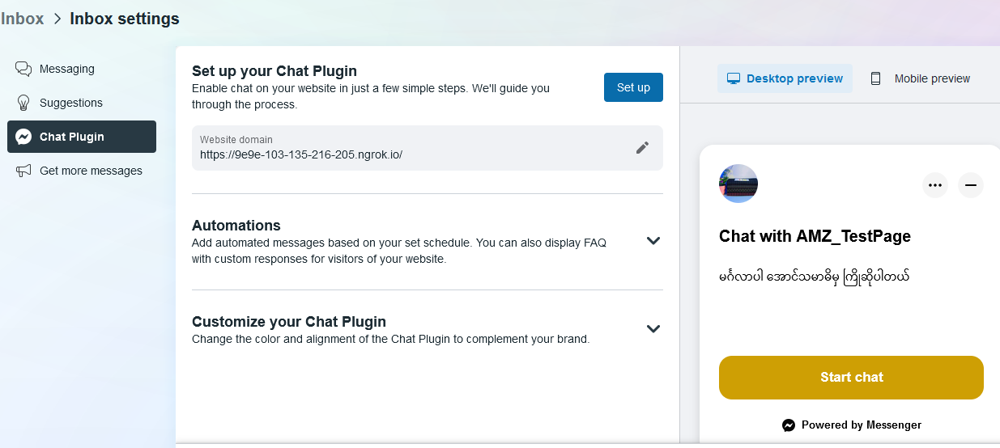 Inbox > Inbox settings
Messaging
Suggestions
Chat Plugin
Get more messages
Set up your Chat Plugin
Enable chat on your website in just a few simple steps. We'll guide you
through the process.
Set up
Website domain
https://9e9e-103-135-216-205.ngrok.io/
Automations
Add automated messages based on your set schedule. You can also display FAQ
with custom responses for visitors of your website.
Customize your Chat Plugin
Change the color and alignment of the Chat Plugin to complement your brand.
Desktop preview
Mobile preview
Chat with AMZ_TestPage
မင်္ဂလာပါ အောင်သမာဓိမှ ကြိုဆိုပါတယ်
Start chat
Powered by Messenger